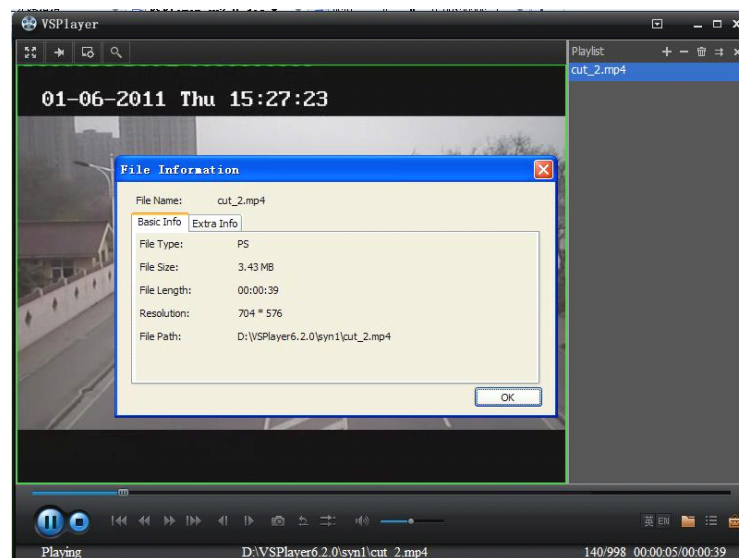 VSPlayer
Playlist
cut_2.mp4
01-06-2011 Thu 15:27:23
File Information
File Name: cut_2.mp4
Basic Info Extra Info
File Type: PS
File Size: 3.43 MB
File Length: 00:00:39
Resolution: 704 * 576
File Path: D:\VSPlayer6.2.0\syn1\cut_2.mp4
OK
英 EN
Playing D:\VSPlayer6.2.0\syn1\cut_2.mp4 140/998 00:00:05/00:00:39